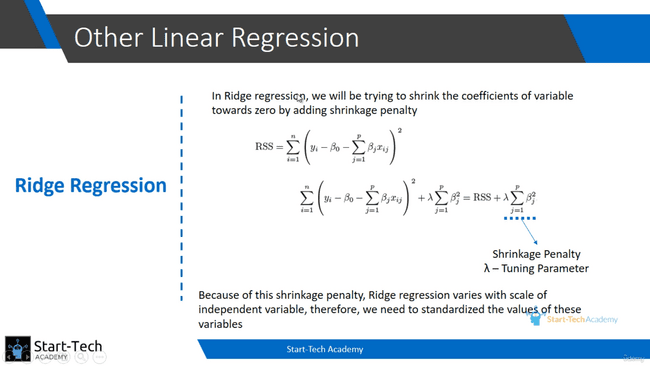 Other Linear Regression
In Ridge regression, we will be trying to shrink the coefficients of variable
towards zero by adding shrinkage penalty
RSS = \sum_{i=1}^{n} \left( y_i - \beta_0 - \sum_{j=1}^{p} \beta_j x_{ij} \right)^2
\sum_{i=1}^{n} \left( y_i - \beta_0 - \sum_{j=1}^{p} \beta_j x_{ij} \right)^2 + \lambda \sum_{j=1}^{p} \beta_j^2 = RSS + \lambda \sum_{j=1}^{p} \beta_j^2
Ridge Regression
Shrinkage Penalty
λ – Tuning Parameter
Because of this shrinkage penalty, Ridge regression varies with scale of
independent variable, therefore, we need to standardized the values of these
variables
Start-Tech Academy
Start-Tech
ACADEMY
Start-Tech Academy